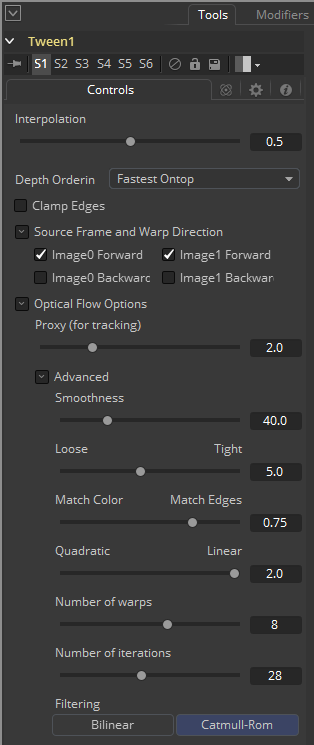 Tools Modifiers
Tween1
S1 S2 S3 S4 S5 S6
Controls
Interpolation
0.5
Depth Orderin Fastest Ontop
Clamp Edges
Source Frame and Warp Direction
Image0 Forward Image1 Forward
Image0 Backwarc Image1 Backwar
Optical Flow Options
Proxy (for tracking)
2.0
Advanced
Smoothness
40.0
Loose Tight
5.0
Match Color Match Edges
0.75
Quadratic Linear
2.0
Number of warps
8
Number of iterations
28
Filtering
Bilinear Catmull-Rom